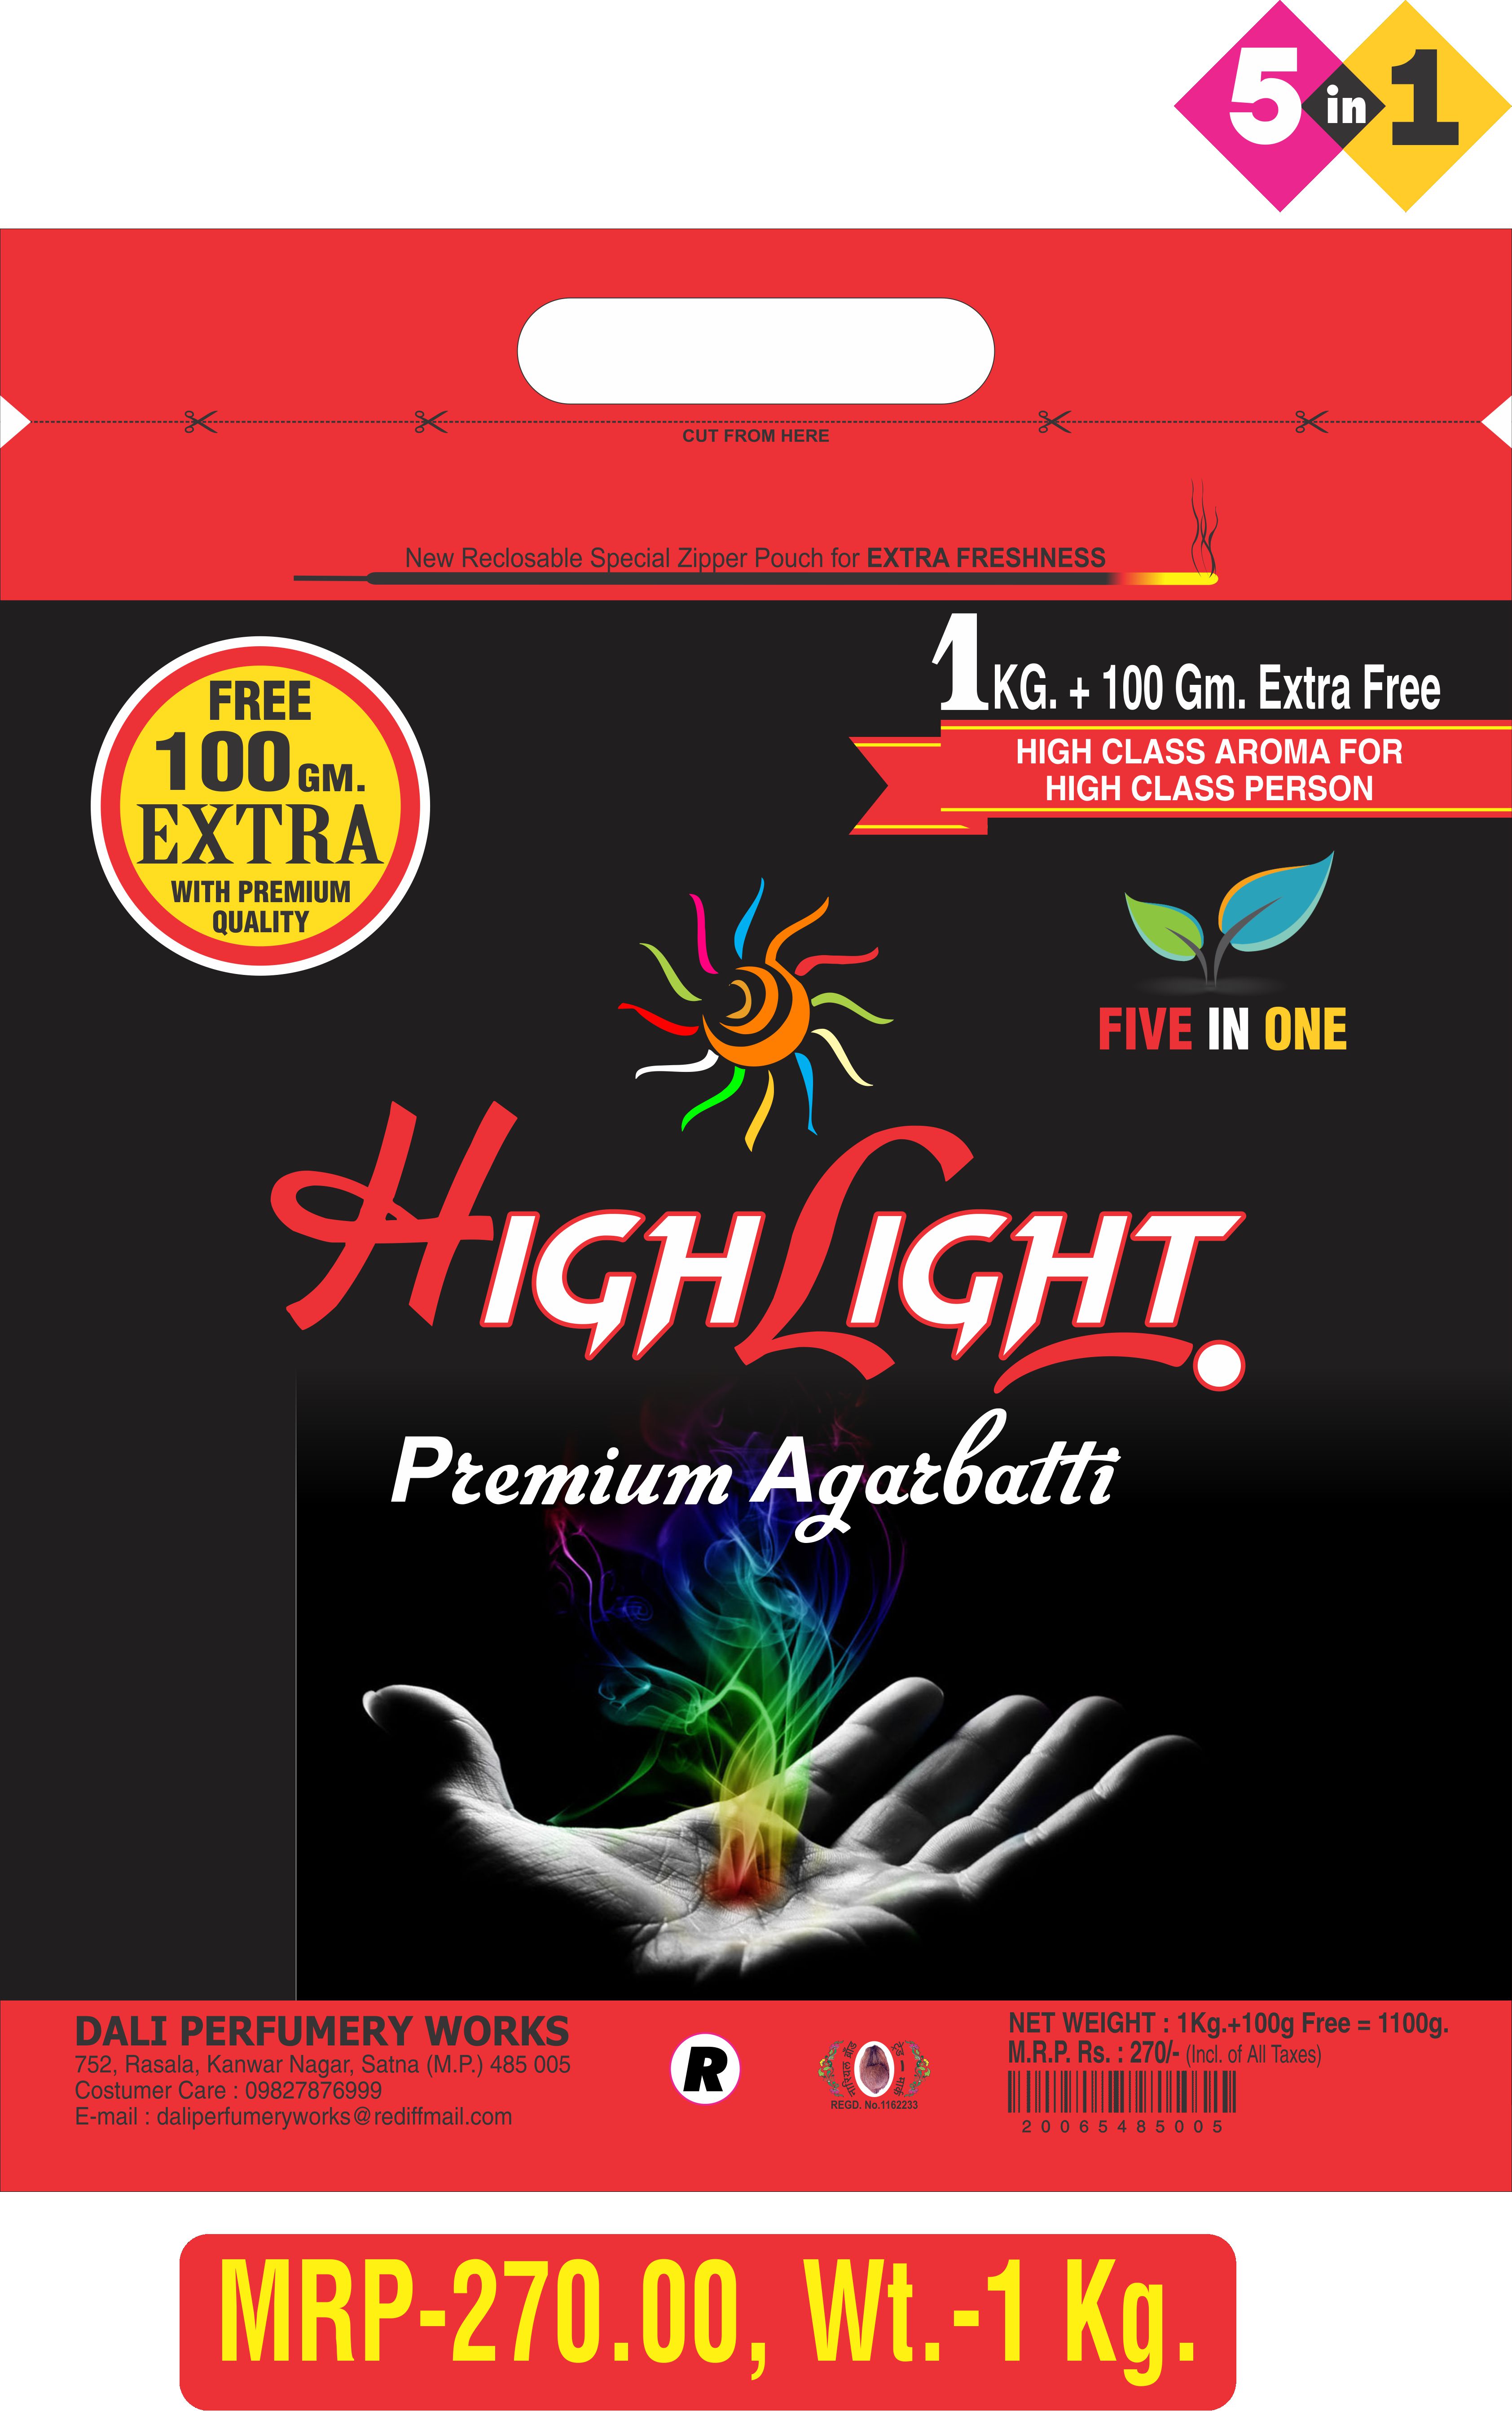 5 in 1
CUT FROM HERE
New Reclosable Special Zipper Pouch for EXTRA FRESHNESS
FREE
100 GM.
EXTRA
WITH PREMIUM
QUALITY
1 KG. + 100 Gm. Extra Free
HIGH CLASS AROMA FOR
HIGH CLASS PERSON
FIVE IN ONE
HIGHLIGHT
Premium Agarbatti
DALI PERFUMERY WORKS
752, Rasala, Kanwar Nagar, Satna (M.P.) 485 005
Costumer Care : 09827876999
E-mail : daliperfumeryworks@rediffmail.com
R
नारियल छाप
REGD. No.1162233
NET WEIGHT : 1Kg.+100g Free = 1100g.
M.R.P. Rs. : 270/- (Incl. of All Taxes)
20065485005
MRP-270.00, Wt.-1 Kg.